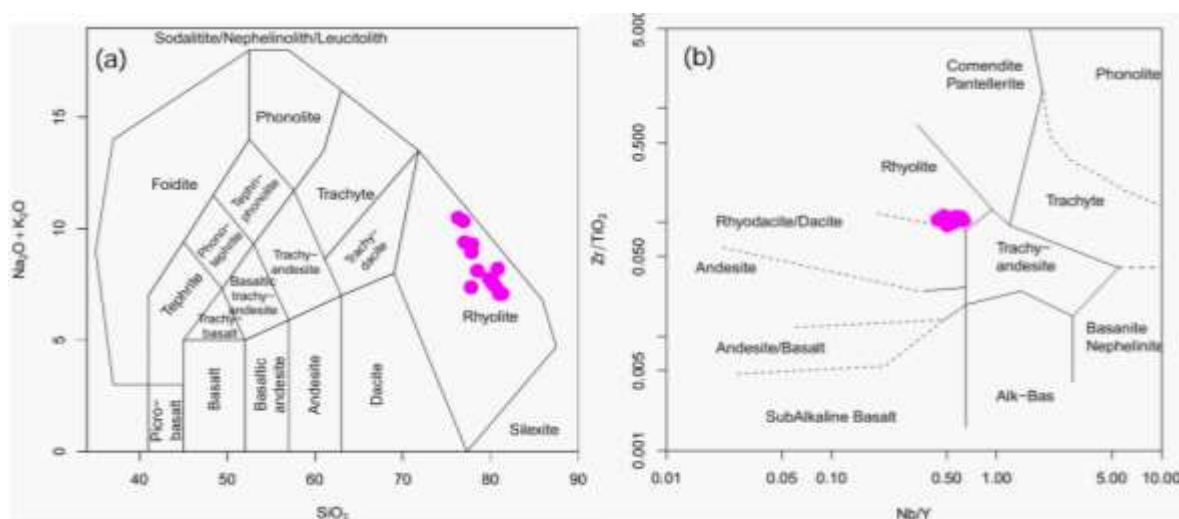 (a)
Sodalitite/Nephelinolith/Leucitolith
Phonolite
Foidite
Tephri-
phonolite
Trachyte
Phono-
tephrite
Trachy-
andesite
Trachy-
dacite
Tephrite
Basaltic
trachy-
andesite
Trachy-
basalt
Rhyolite
Picro-
basalt
Basalt
Basaltic
andesite
Andesite
Dacite
Silexite
Na₂O + K₂O
0
5
10
15
40
50
60
70
80
90
SiO₂
(b)
Comendite
Pantellerite
Phonolite
Rhyolite
Trachyte
Rhyodacite/Dacite
Trachy-
andesite
Andesite
Andesite/Basalt
Basanite
Nephelinite
Alk-Bas
SubAlkaline Basalt
Zr/TiO₂
5.000
0.500
0.050
0.005
0.001
0.01
0.05
0.10
0.50
1.00
5.00
10.00
Nb/Y